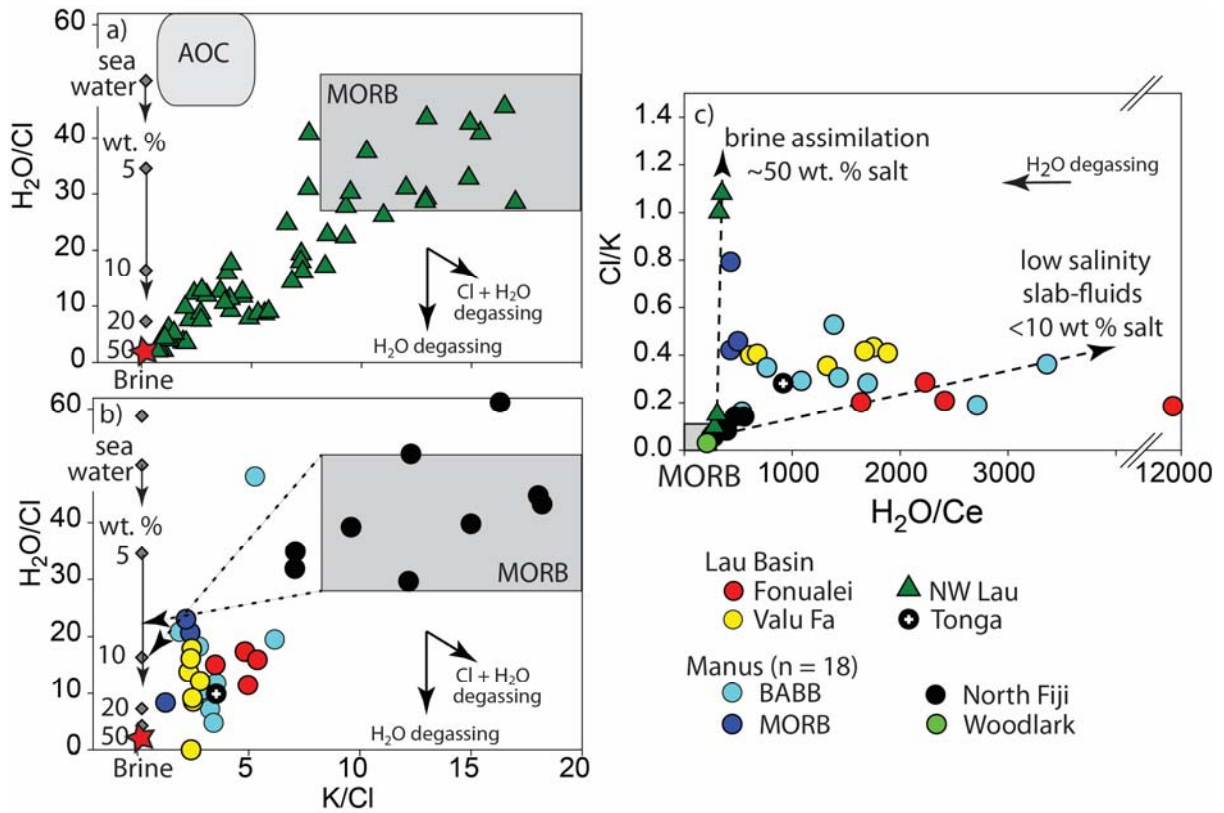 a)
60
AOC
sea
water
MORB
40
wt. %
5
H₂O/Cl
20
10
Cl + H₂O
degassing
20
H₂O degassing
50
0
Brine
b)
60
sea
water
40
wt. %
5
MORB
H₂O/Cl
30
20
10
Cl + H₂O
degassing
10
20
H₂O degassing
50
0
Brine
5
10
15
20
K/Cl
c)
1.4
brine assimilation
~50 wt. % salt
H₂O degassing
1.2
1.0
Cl/K
0.8
low salinity
slab-fluids
<10 wt % salt
0.6
0.4
0.2
0.0
MORB
1000
2000
3000
12000
H₂O/Ce
Lau Basin
Fonualei
NW Lau
Valu Fa
Tonga
Manus (n = 18)
BABB
North Fiji
MORB
Woodlark